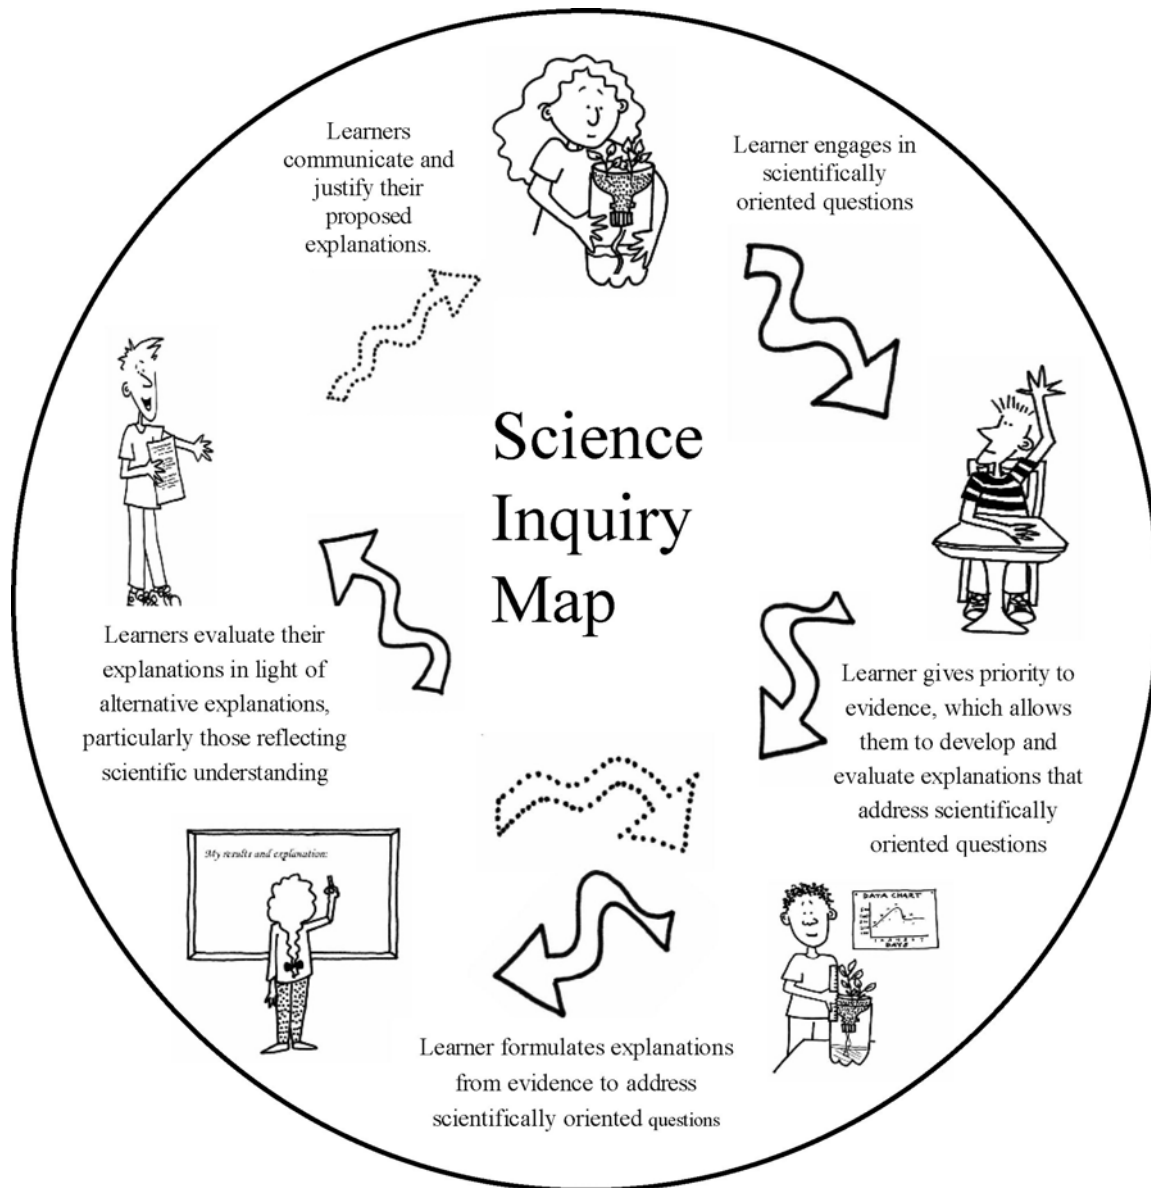 Science
Inquiry
Map
Learner engages in
scientifically
oriented questions
Learner gives priority to
evidence, which allows
them to develop and
evaluate explanations that
address scientifically
oriented questions
DATA CHART
DAYS
Learner formulates explanations
from evidence to address
scientifically oriented questions
My results and explanation:
Learners evaluate their
explanations in light of
alternative explanations,
particularly those reflecting
scientific understanding
Learners
communicate and
justify their
proposed
explanations.